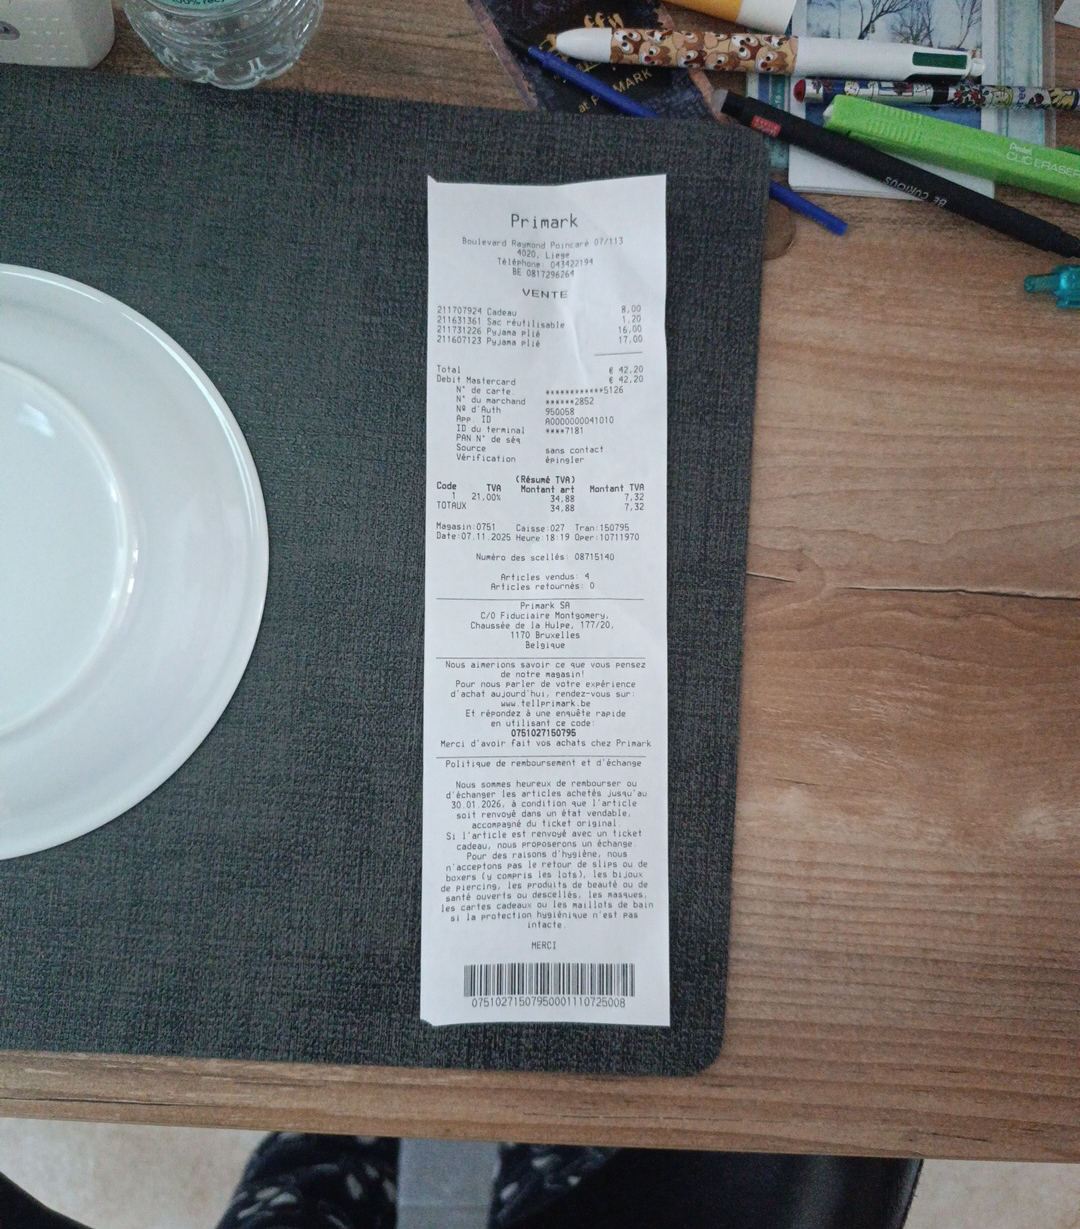 100% recy
at P MARK
Pentel
CLIC ERASER
BE CURIOUS
Primark
Boulevard Raymond Poincaré 07/113
4020, Liege
Téléphone: 043422194
BE 0817296264
VENTE
211707924 Cadeau 8,00
211631361 Sac réutilisable 1,20
211731226 Pyjama plié 16,00
211607123 Pyjama plié 17,00
Total € 42,20
Debit Mastercard € 42,20
N° de carte ************5126
N° du marchand ******2852
Nº d'Auth 950058
App. ID A0000000041010
ID du terminal ****7181
PAN N° de séq
Source sans contact
Vérification épingler
(Résumé TVA)
Code TVA Montant art Montant TVA
1 21,00% 34,88 7,32
TOTAUX 34,88 7,32
Magasin:0751 Caisse:027 Tran:150795
Date:07.11.2025 Heure:18:19 Oper:10711970
Numéro des scellés: 08715140
Articles vendus: 4
Articles retournés: 0
Primark SA
C/O Fiduciaire Montgomery,
Chaussée de la Hulpe, 177/20,
1170 Bruxelles
Belgique
Nous aimerions savoir ce que vous pensez
de notre magasin!
Pour nous parler de votre expérience
d'achat aujourd'hui, rendez-vous sur:
www.tellprimark.be
Et répondez à une enquête rapide
en utilisant ce code:
0751027150795
Merci d'avoir fait vos achats chez Primark
Politique de remboursement et d'échange
Nous sommes heureux de rembourser ou
d'échanger les articles achetés jusqu'au
30.01.2026, à condition que l'article
soit renvoyé dans un état vendable,
accompagné du ticket original.
Si l'article est renvoyé avec un ticket
cadeau, nous proposerons un échange.
Pour des raisons d'hygiène, nous
n'acceptons pas le retour de slips ou de
boxers (y compris les lots), les bijoux
de piercing, les produits de beauté ou de
santé ouverts ou descellés, les masques,
les cartes cadeaux ou les maillots de bain
si la protection hygiénique n'est pas
intacte.
MERCI
07510271507950001110725008